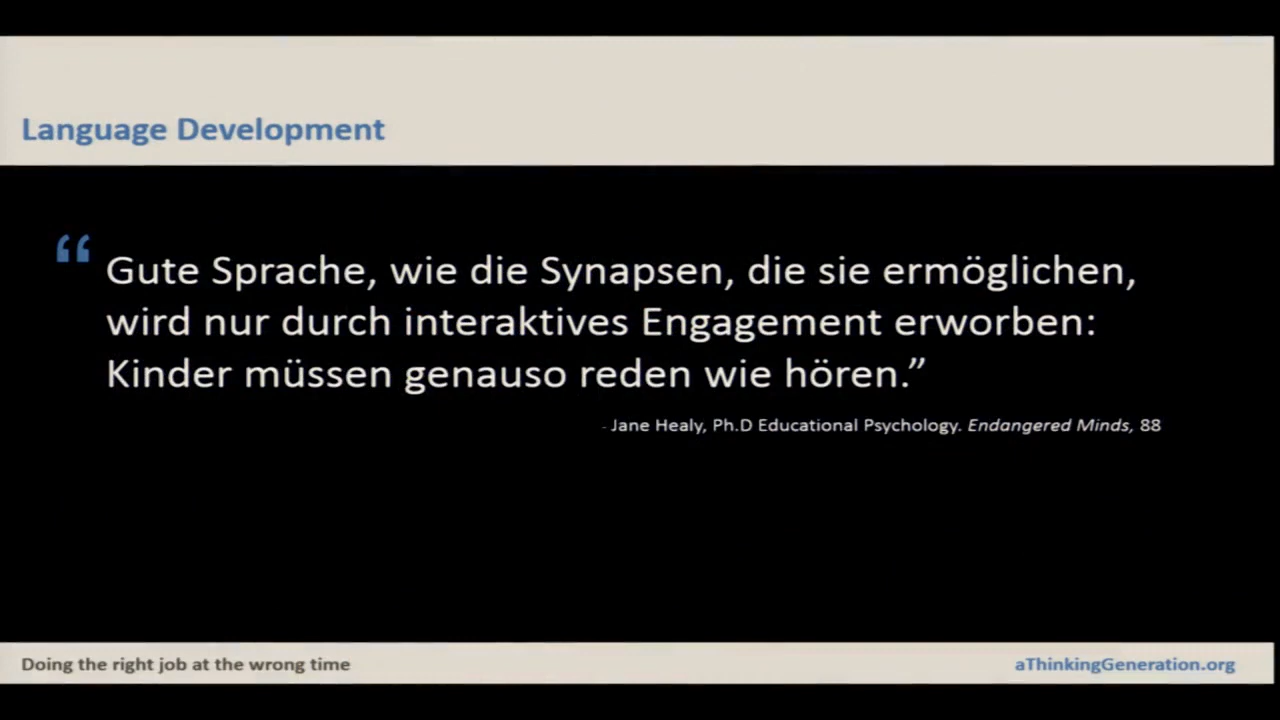 Language Development
“Gute Sprache, wie die Synapsen, die sie ermöglichen,
wird nur durch interaktives Engagement erworben:
Kinder müssen genauso reden wie hören.”
- Jane Healy, Ph.D Educational Psychology. Endangered Minds, 88
Doing the right job at the wrong time
aThinkingGeneration.org